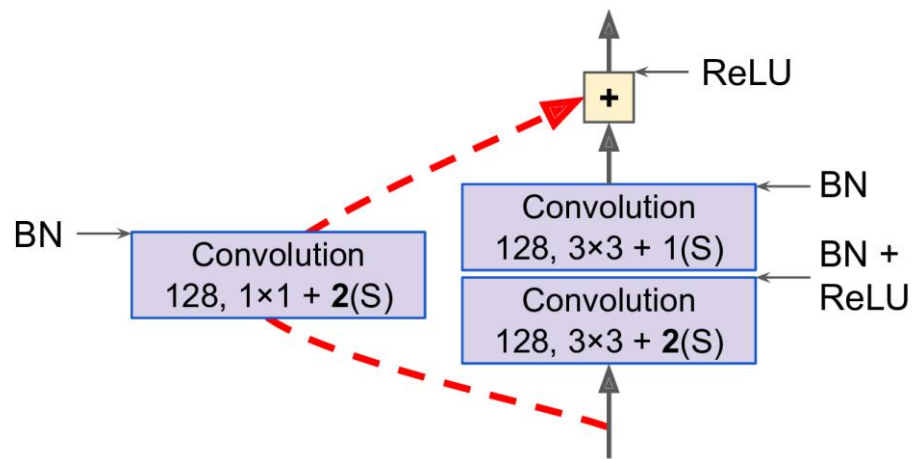 +
ReLU
Convolution
128, 3×3 + 1(S)
BN
BN
Convolution
128, 1×1 + 2(S)
Convolution
128, 3×3 + 2(S)
BN +
ReLU